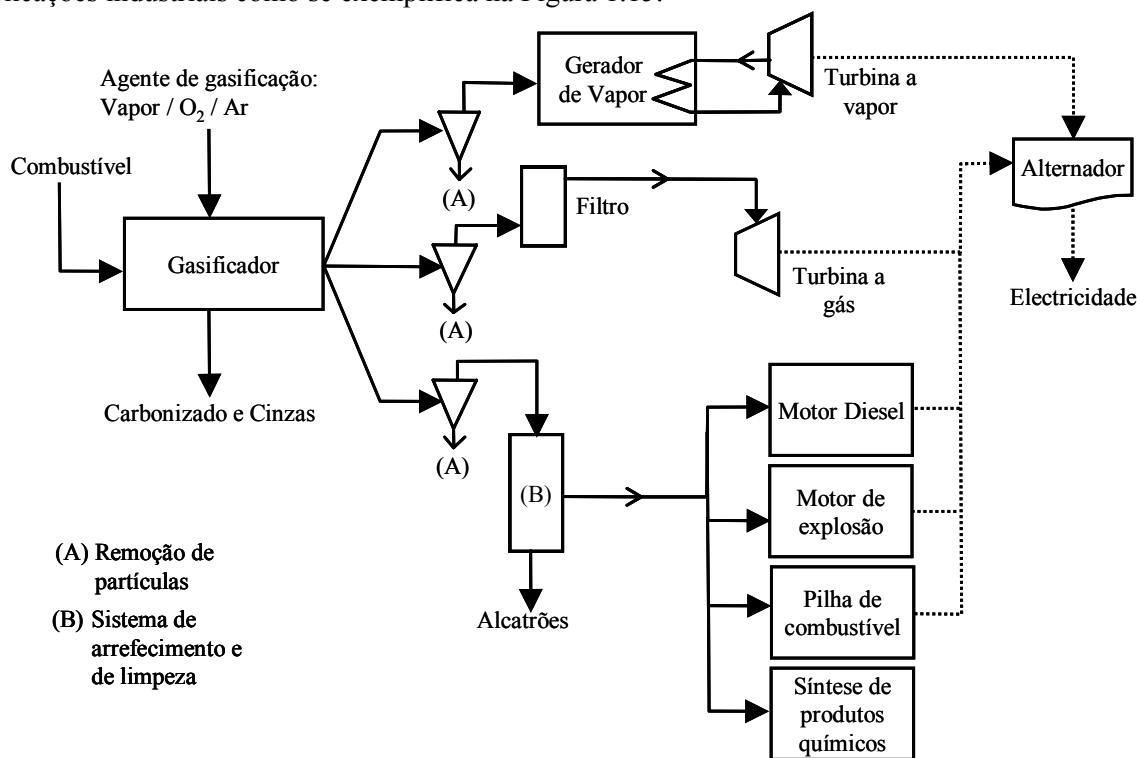 como se exemplifica na Figura 1.15.
Agente de gasificação:
Vapor / O₂ / Ar
Combustível
Gasificador
Carbonizado e Cinzas
(A)
Gerador
de Vapor
Turbina a
vapor
(A)
Filtro
Turbina a
gás
Alternador
Electricidade
(A)
(B)
Alcatrões
Motor Diesel
Motor de
explosão
Pilha de
combustível
Síntese de
produtos
químicos
(A) Remoção de
partículas
(B) Sistema de
arrefecimento e
de limpeza